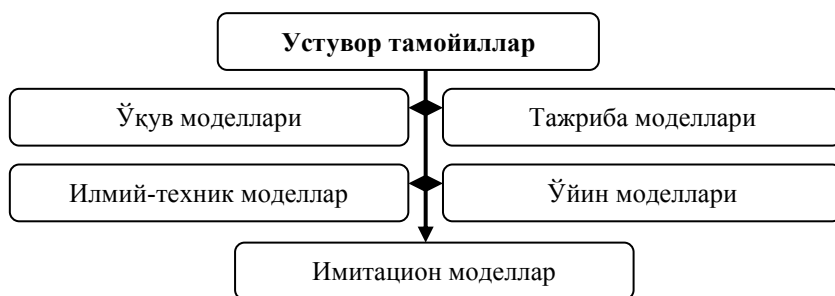 Устувор тамойиллар
Ўқув моделлари
Тажриба моделлари
Илмий-техник моделлар
Ўйин моделлари
Имитацион моделлар